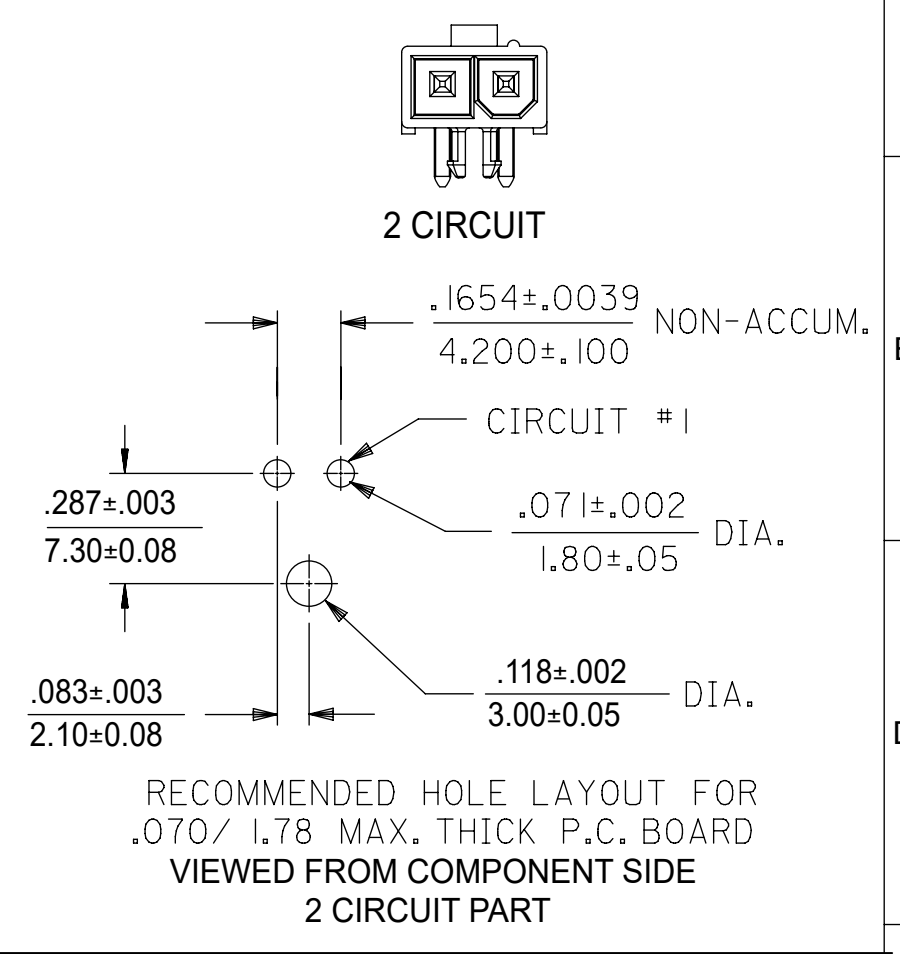 2 CIRCUIT
.1654±.0039
4.200±.100
NON-ACCUM.
CIRCUIT #1
.287±.003
7.30±0.08
.071±.002
1.80±.05
DIA.
.083±.003
2.10±0.08
.118±.002
3.00±0.05
DIA.
RECOMMENDED HOLE LAYOUT FOR
.070/ 1.78 MAX. THICK P.C. BOARD
VIEWED FROM COMPONENT SIDE
2 CIRCUIT PART